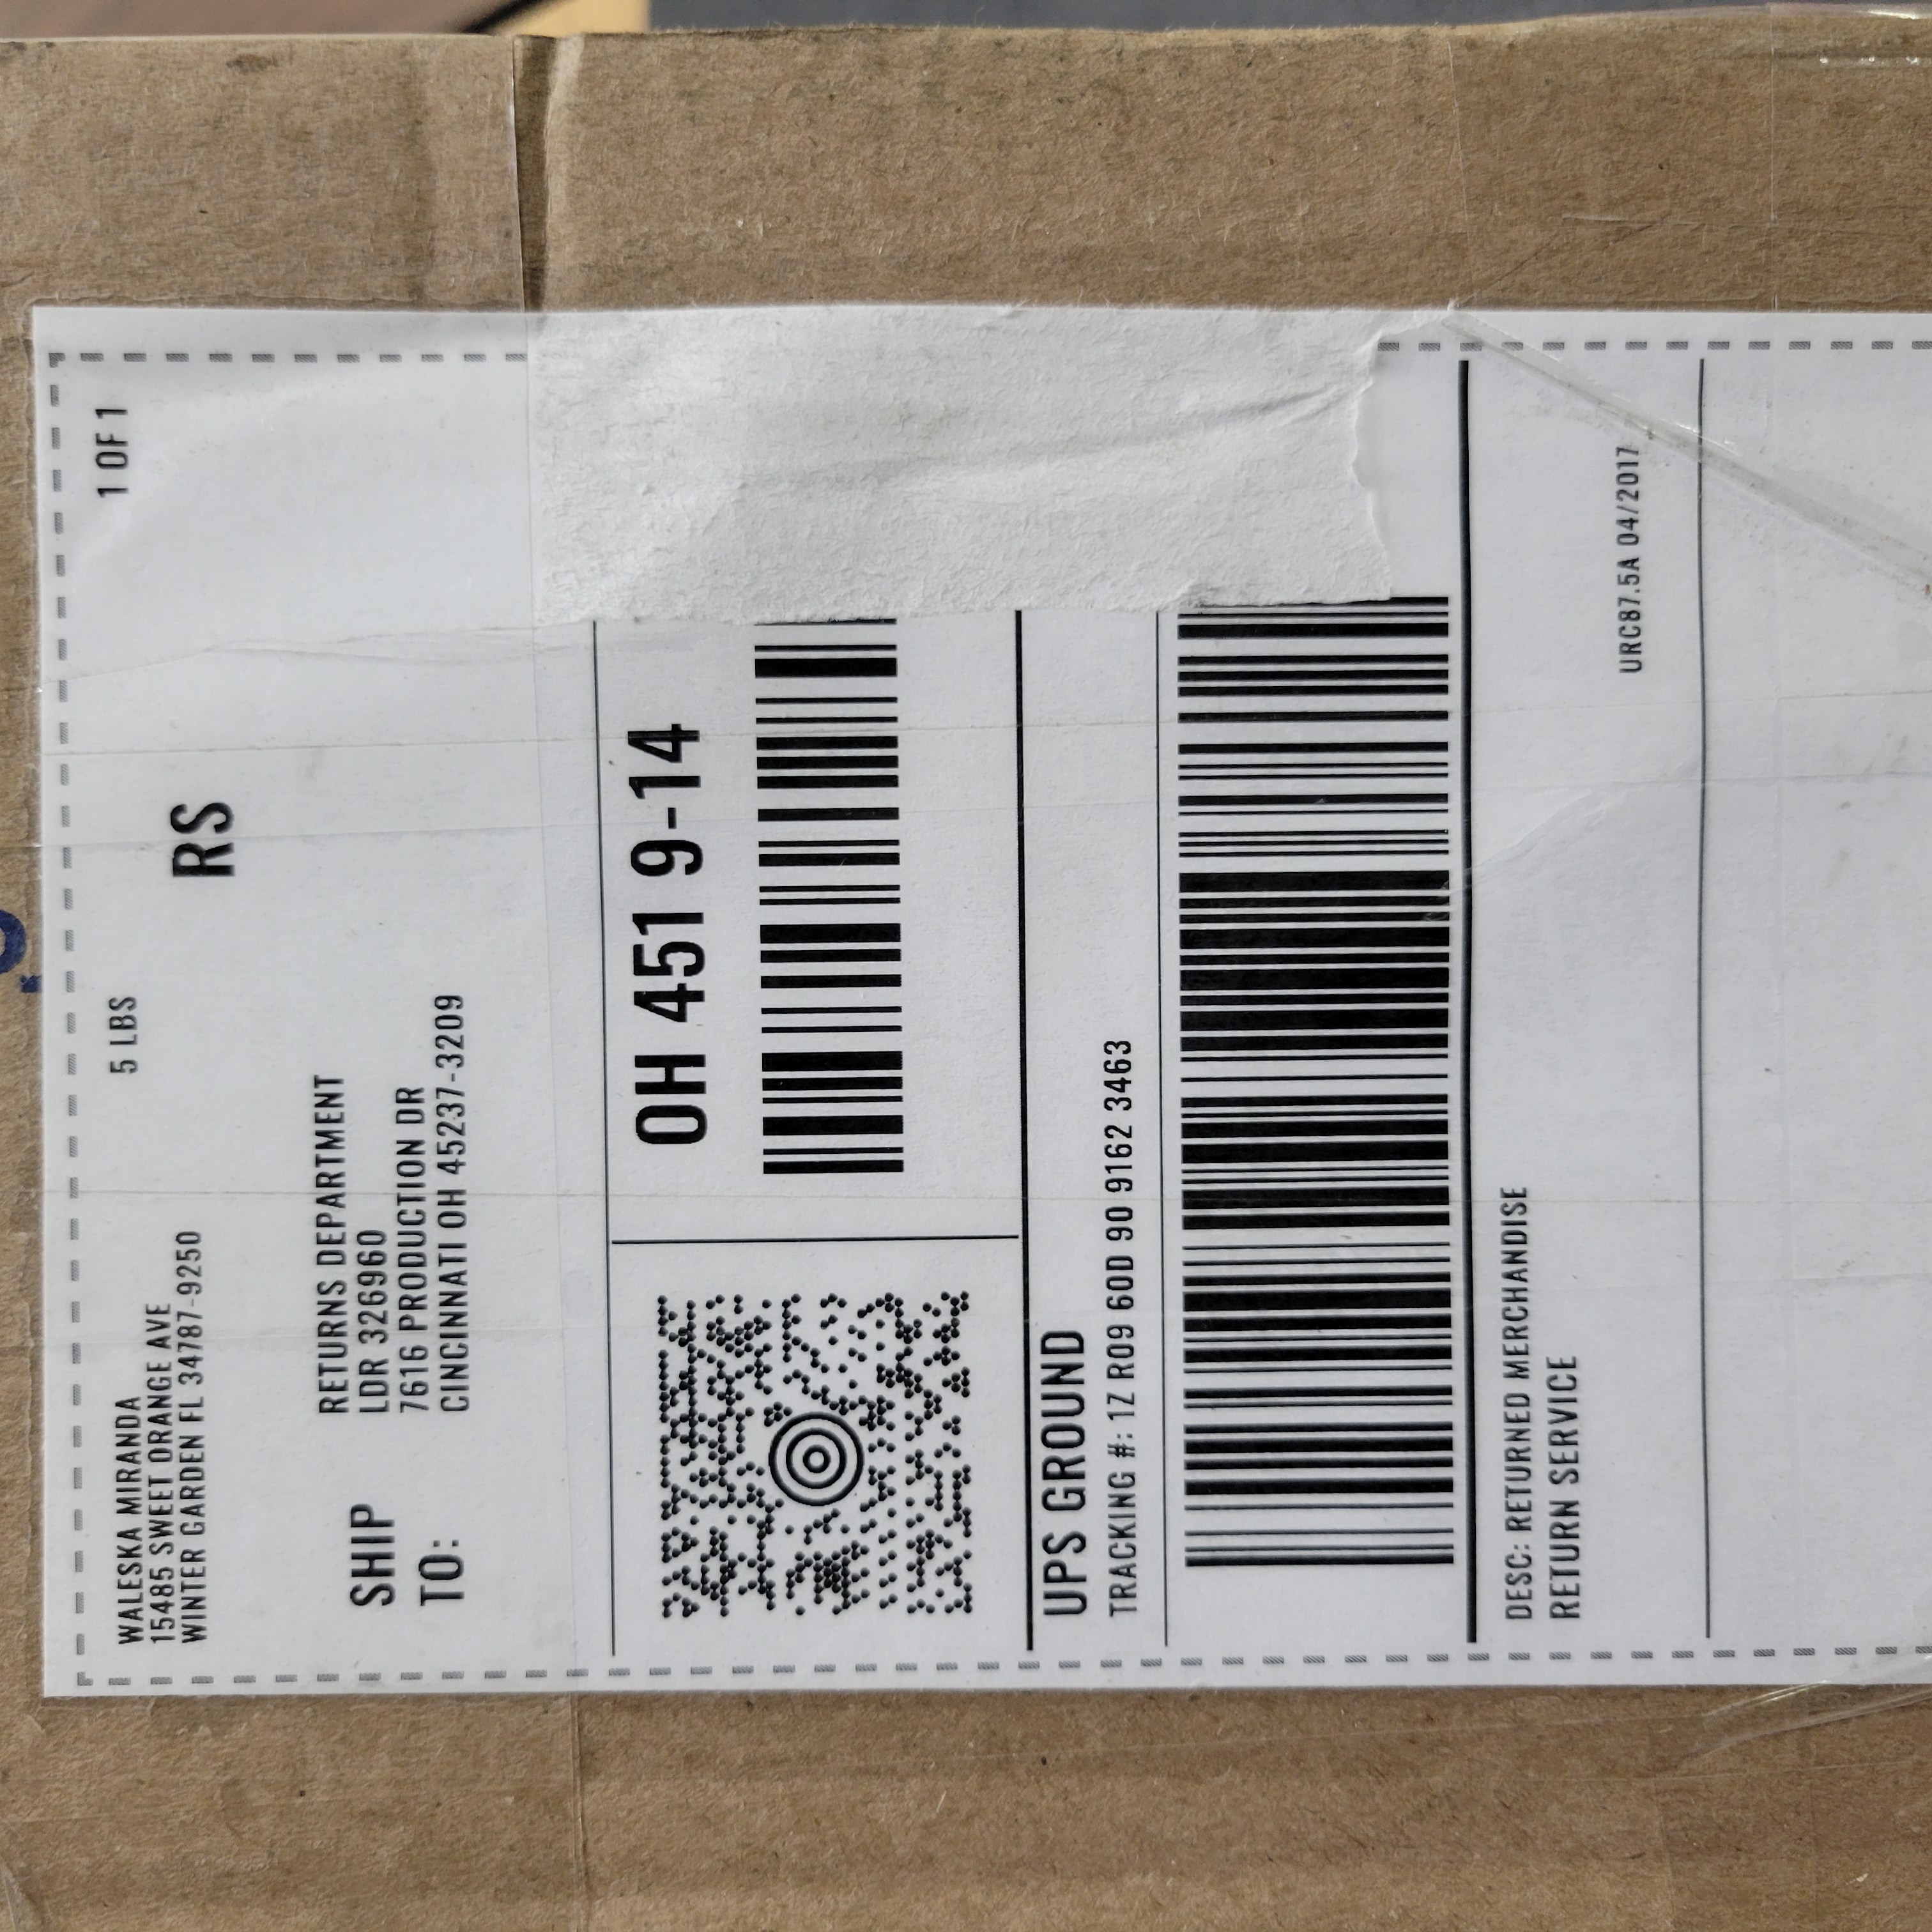 WALESKA MIRANDA
15485 SWEET ORANGE AVE
WINTER GARDEN FL 34787-9250
5 LBS
1 OF 1
RS
SHIP
TO:
RETURNS DEPARTMENT
LDR 326960
7616 PRODUCTION DR
CINCINNATI OH 45237-3209
OH 451 9-14
UPS GROUND
TRACKING #: 1Z R09 60D 90 9162 3463
DESC: RETURNED MERCHANDISE
RETURN SERVICE
URC87.5A 04/2017